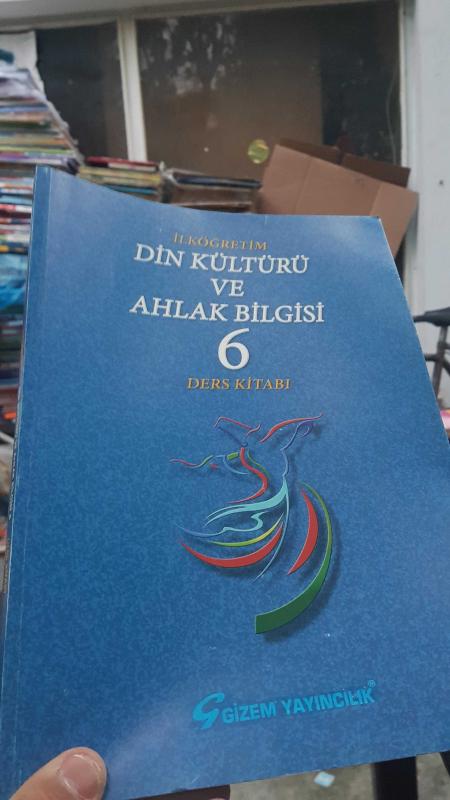 İLKÖĞRETİM
DİN KÜLTÜRÜ
VE
AHLAK BİLGİSİ
6
DERS KİTABI
GİZEM YAYINCILIK®